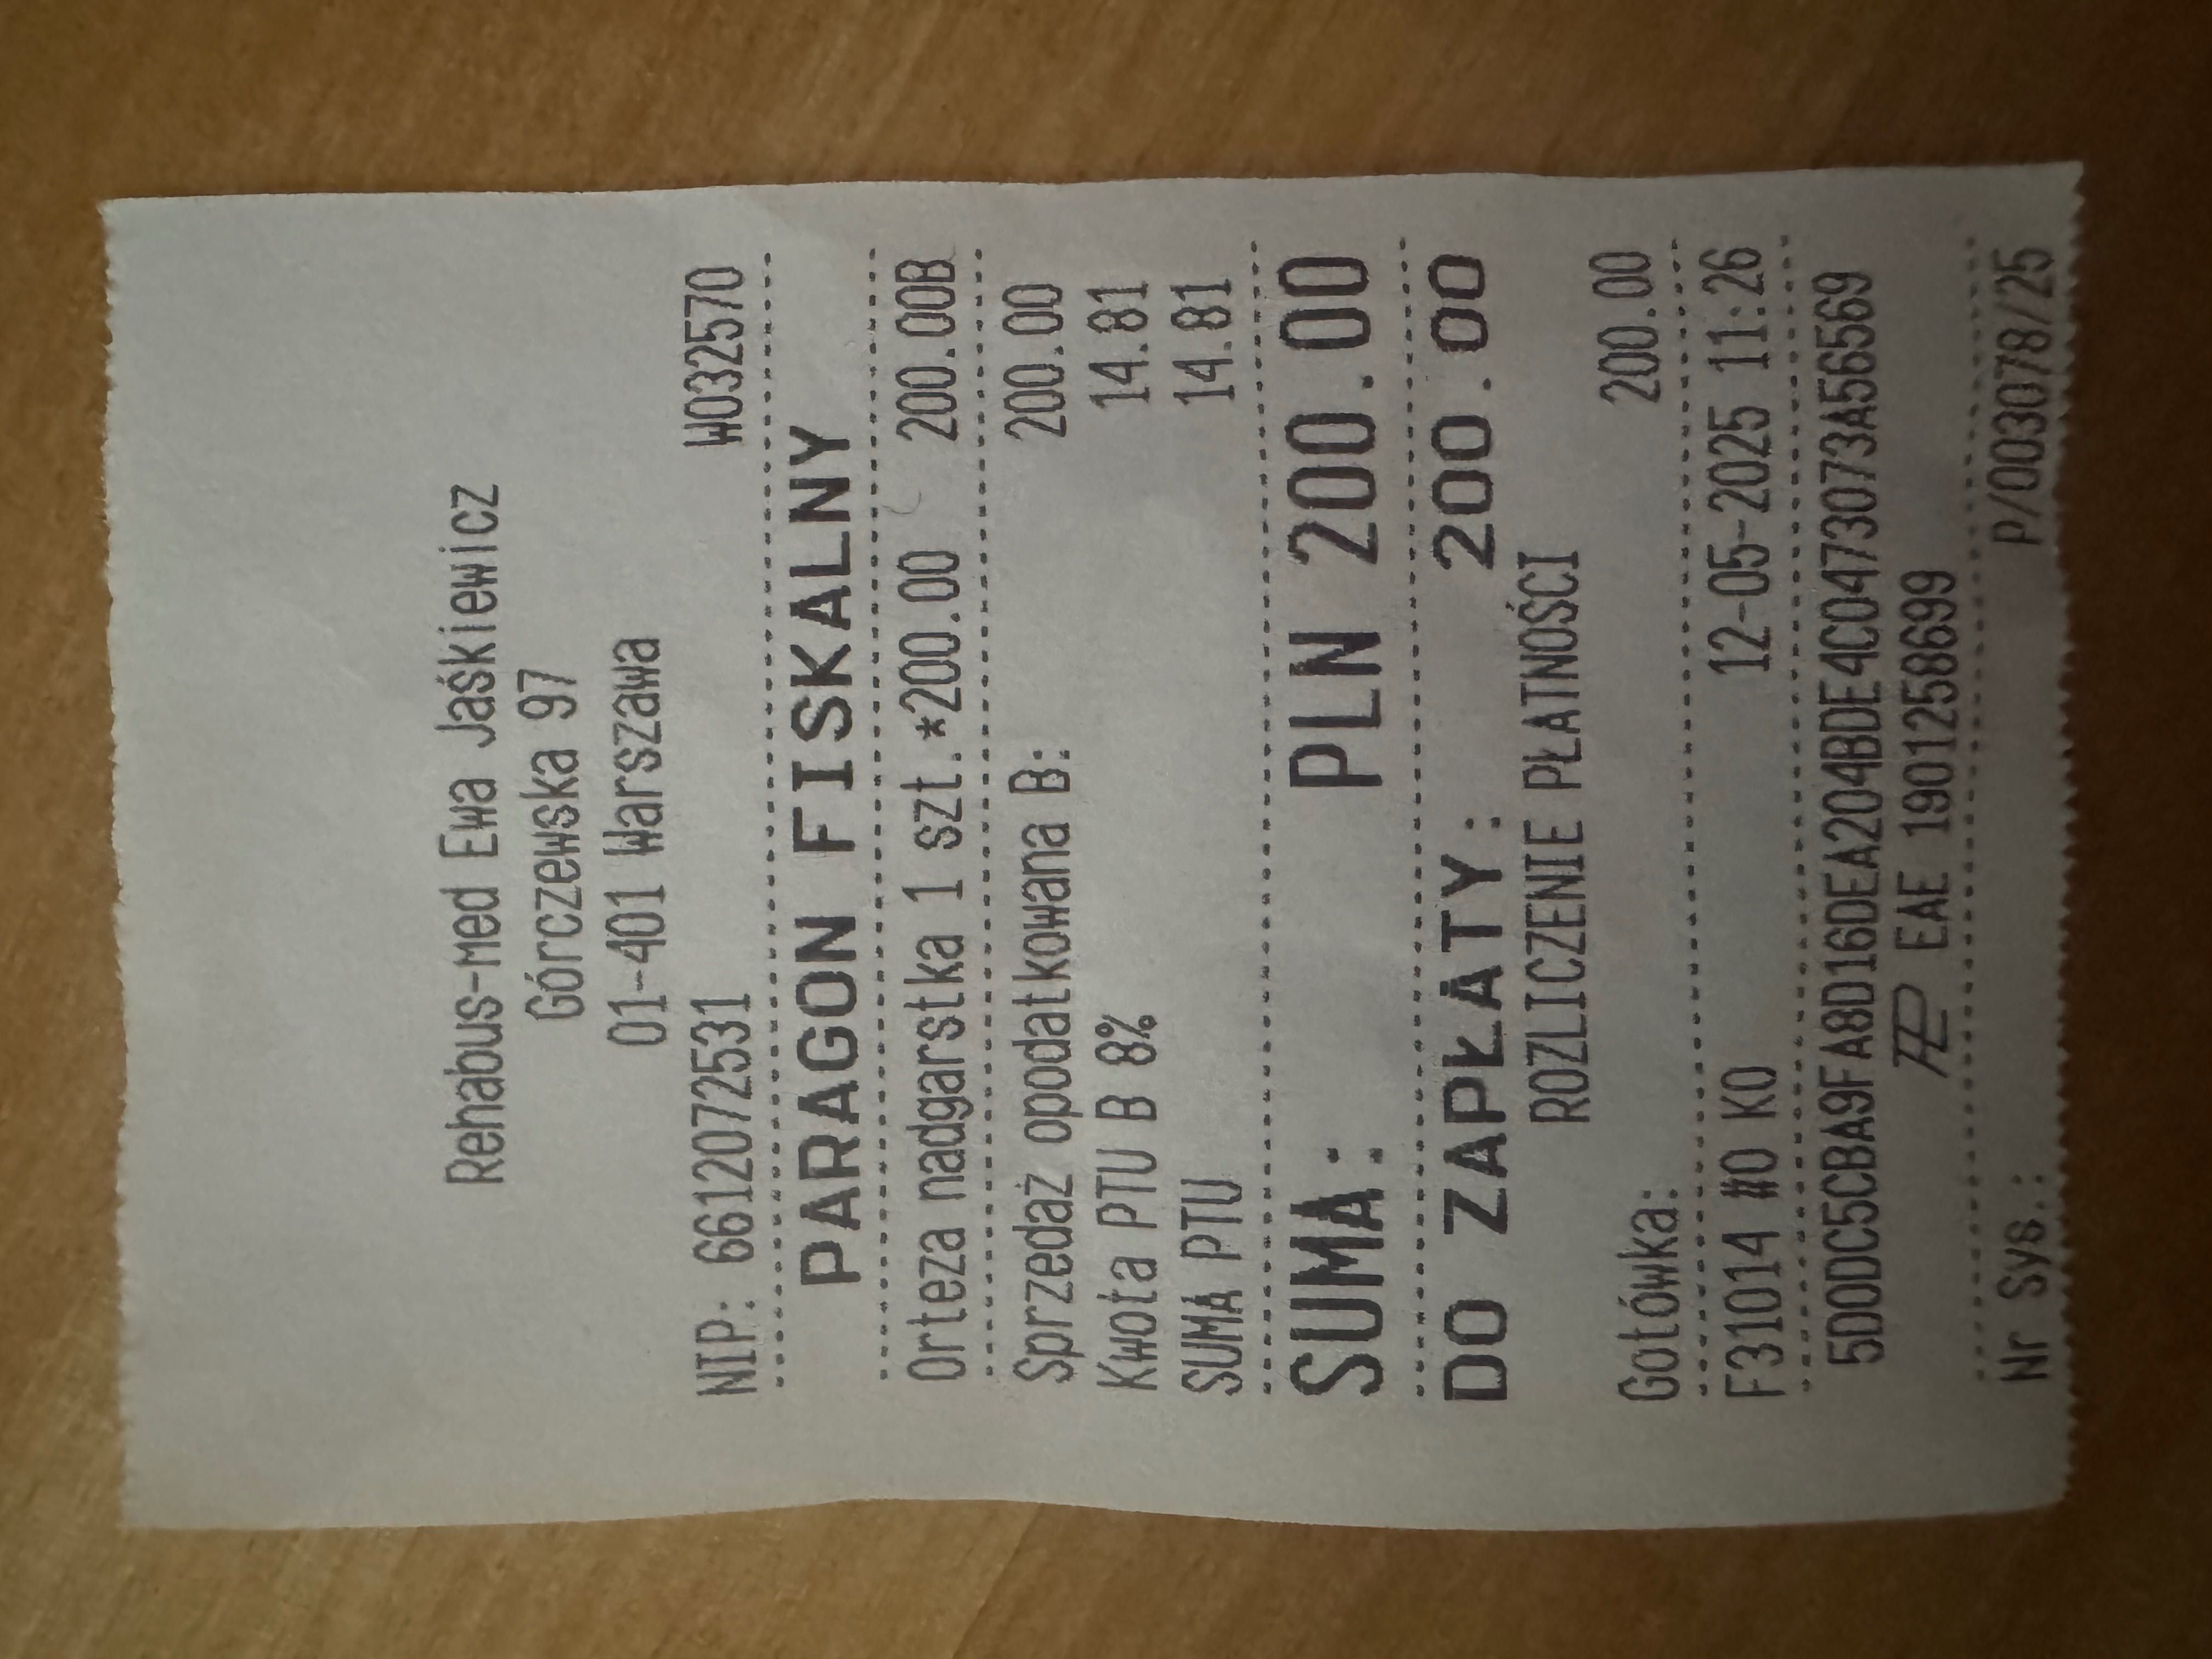 Rehabus-med Ewa Jaśkiewicz
Górczewska 97
01-401 Warszawa
NIP: 6612072531 W032570
PARAGON FISKALNY
Orteza nadgarstka 1 szt.*200.00 200.00B
Sprzedaż opodatkowana B: 200.00
Kwota PTU B 8% 14.81
SUMA PTU 14.81
SUMA: PLN 200.00
DO ZAPŁATY: 200.00
ROZLICZENIE PŁATNOŚCI
Gotówka: 200.00
F31014 #0 K0 12-05-2025 11:26
5D0DC5CBA9FA8D16DEA204BDE4C0473073A56569
EAE 1901258699
Nr Sys.: P/003078/25